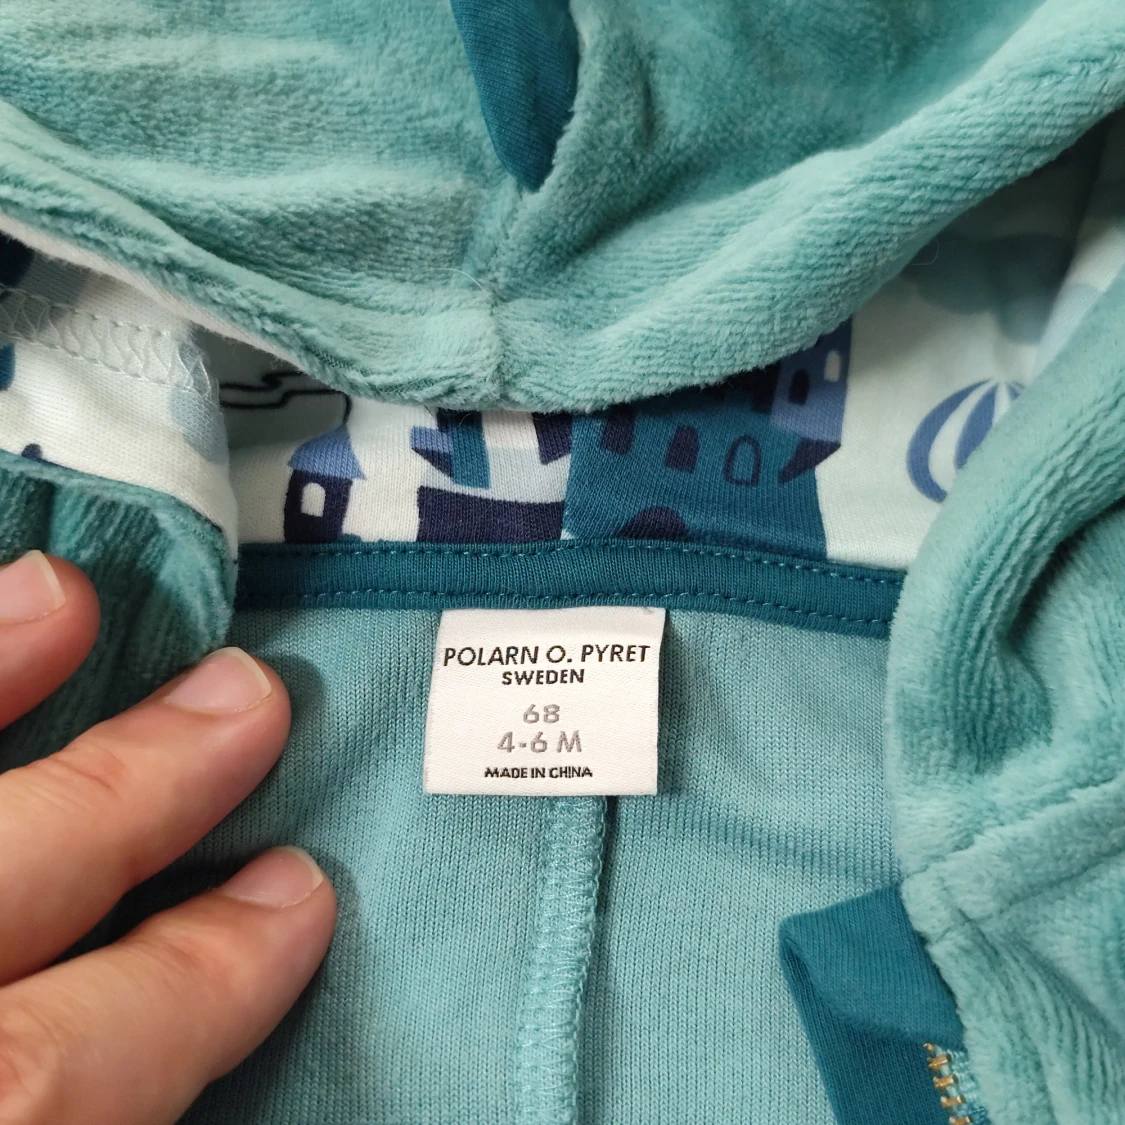 POLARN O. PYRET
SWEDEN
68
4-6 M
MADE IN CHINA